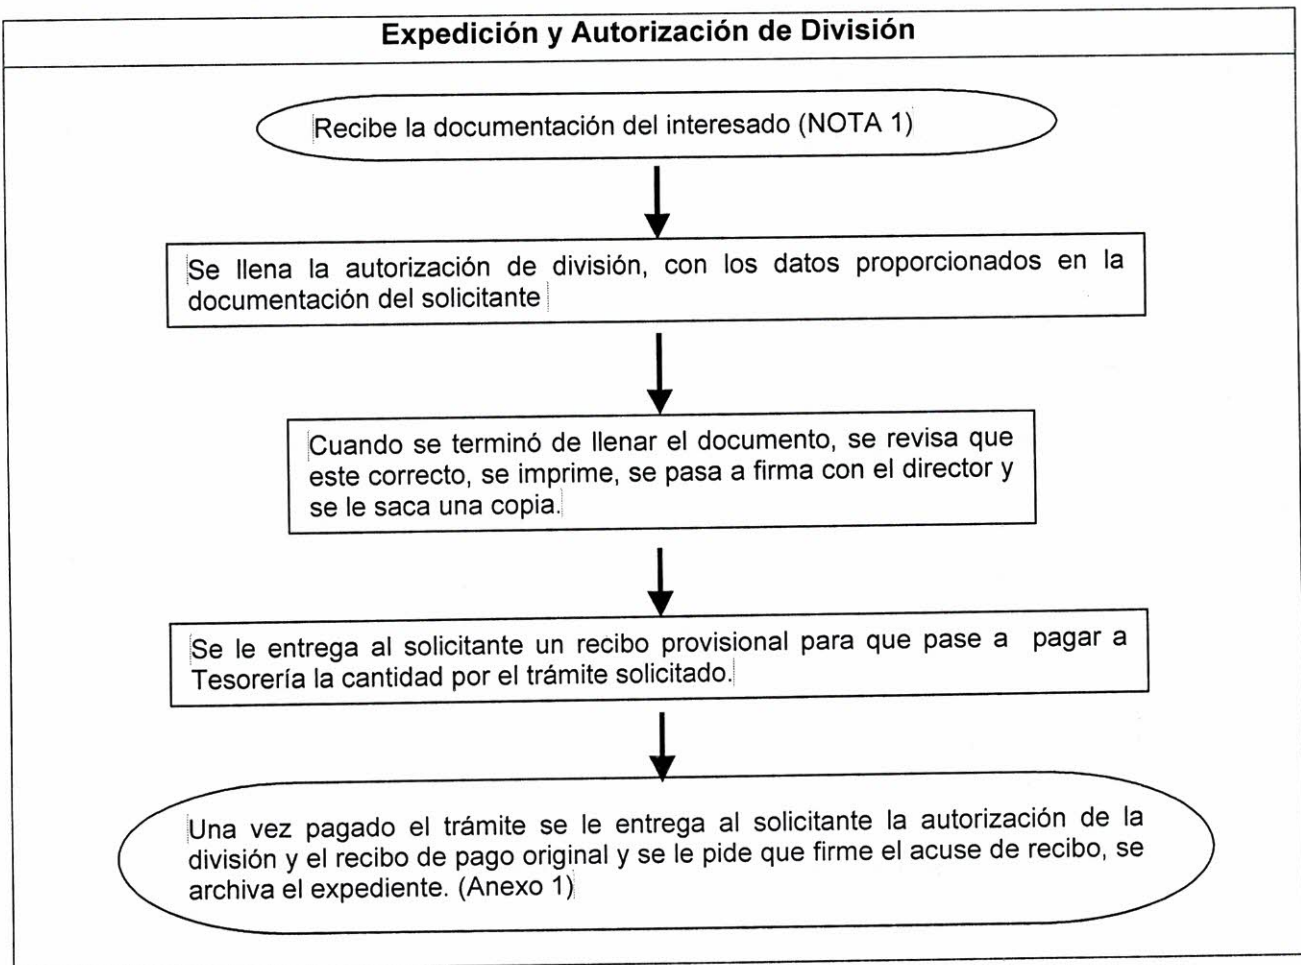 Expedición y Autorización de División
Recibe la documentación del interesado (NOTA 1)
Se llena la autorización de división, con los datos proporcionados en la
documentación del solicitante
Cuando se terminó de llenar el documento, se revisa que
este correcto, se imprime, se pasa a firma con el director y
se le saca una copia.
Se le entrega al solicitante un recibo provisional para que pase a pagar a
Tesorería la cantidad por el trámite solicitado.
Una vez pagado el trámite se le entrega al solicitante la autorización de la
división y el recibo de pago original y se le pide que firme el acuse de recibo, se
archiva el expediente. (Anexo 1)